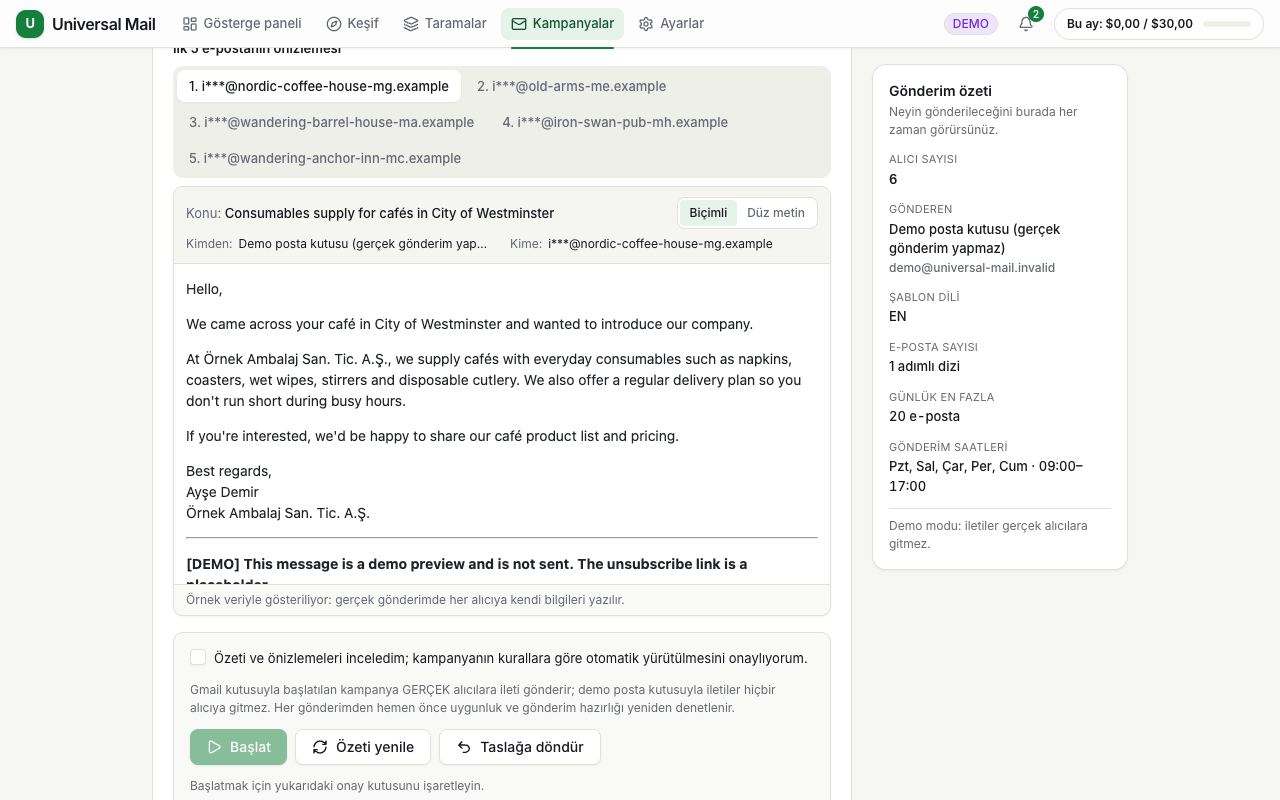 U Universal Mail Gösterge paneli Keşif Taramalar Kampanyalar Ayarlar DEMO 2 Bu ay: $0,00 / $30,00
İlk 5 e-postanın önizlemesi
1. i***@nordic-coffee-house-mg.example 2. i***@old-arms-me.example
3. i***@wandering-barrel-house-ma.example 4. i***@iron-swan-pub-mh.example
5. i***@wandering-anchor-inn-mc.example
Konu: Consumables supply for cafés in City of Westminster Biçimli Düz metin
Kimden: Demo posta kutusu (gerçek gönderim yap... Kime: i***@nordic-coffee-house-mg.example
Hello,
We came across your café in City of Westminster and wanted to introduce our company.
At Örnek Ambalaj San. Tic. A.Ş., we supply cafés with everyday consumables such as napkins,
coasters, wet wipes, stirrers and disposable cutlery. We also offer a regular delivery plan so you
don't run short during busy hours.
If you're interested, we'd be happy to share our café product list and pricing.
Best regards,
Ayşe Demir
Örnek Ambalaj San. Tic. A.Ş.
[DEMO] This message is a demo preview and is not sent. The unsubscribe link is a
placeholder.
Örnek veriyle gösteriliyor: gerçek gönderimde her alıcıya kendi bilgileri yazılır.
Özeti ve önizlemeleri inceledim; kampanyanın kurallara göre otomatik yürütülmesini onaylıyorum.
Gmail kutusuyla başlatılan kampanya GERÇEK alıcılara ileti gönderir; demo posta kutusuyla iletiler hiçbir
alıcıya gitmez. Her gönderimden hemen önce uygunluk ve gönderim hazırlığı yeniden denetlenir.
Başlat Özeti yenile Taslağa döndür
Başlatmak için yukarıdaki onay kutusunu işaretleyin.
Gönderim özeti
Neyin gönderileceğini burada her
zaman görürsünüz.
ALICI SAYISI
6
GÖNDEREN
Demo posta kutusu (gerçek
gönderim yapmaz)
demo@universal-mail.invalid
ŞABLON DİLİ
EN
E-POSTA SAYISI
1 adımlı dizi
GÜNLÜK EN FAZLA
20 e-posta
GÖNDERİM SAATLERİ
Pzt, Sal, Çar, Per, Cum · 09:00–
17:00
Demo modu: iletiler gerçek alıcılara
gitmez.